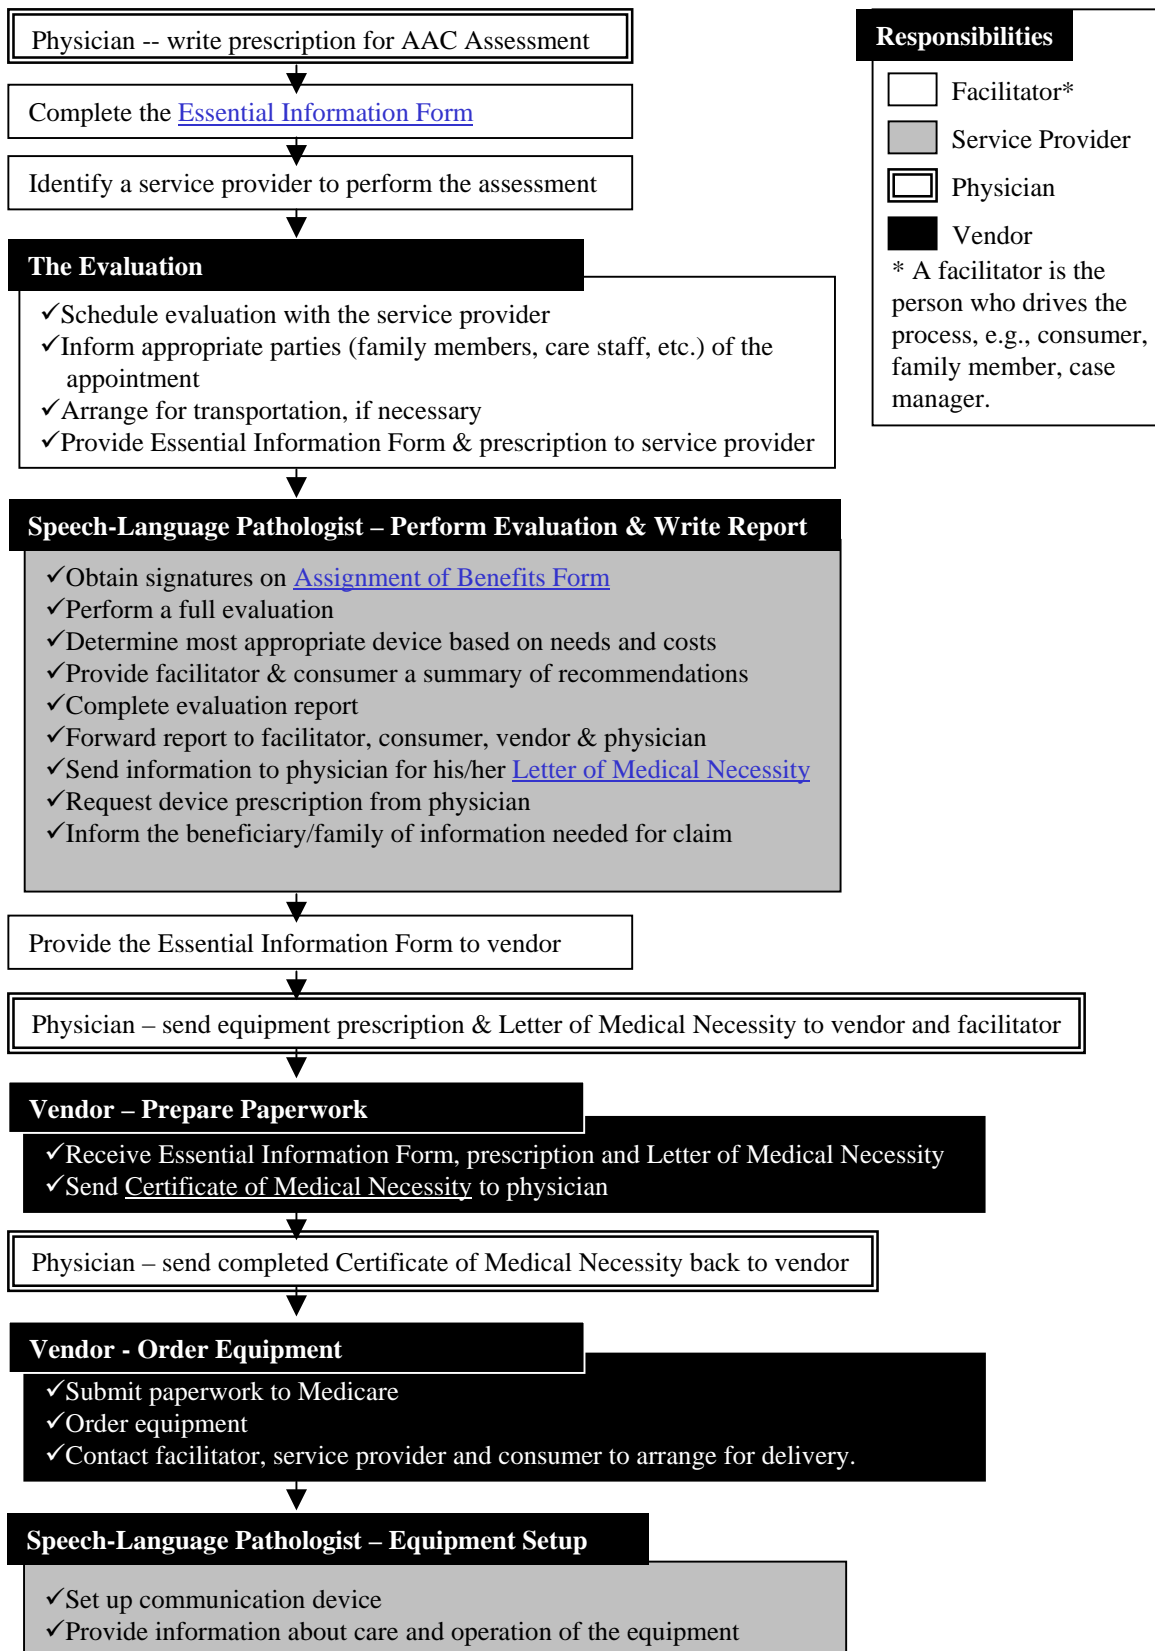 Physician -- write prescription for AAC Assessment
Complete the Essential Information Form
Identify a service provider to perform the assessment
The Evaluation
✓Schedule evaluation with the service provider
✓Inform appropriate parties (family members, care staff, etc.) of the
appointment
✓Arrange for transportation, if necessary
✓Provide Essential Information Form & prescription to service provider
Speech-Language Pathologist – Perform Evaluation & Write Report
✓Obtain signatures on Assignment of Benefits Form
✓Perform a full evaluation
✓Determine most appropriate device based on needs and costs
✓Provide facilitator & consumer a summary of recommendations
✓Complete evaluation report
✓Forward report to facilitator, consumer, vendor & physician
✓Send information to physician for his/her Letter of Medical Necessity
✓Request device prescription from physician
✓Inform the beneficiary/family of information needed for claim
Provide the Essential Information Form to vendor
Physician – send equipment prescription & Letter of Medical Necessity to vendor and facilitator
Vendor – Prepare Paperwork
✓Receive Essential Information Form, prescription and Letter of Medical Necessity
✓Send Certificate of Medical Necessity to physician
Physician – send completed Certificate of Medical Necessity back to vendor
Vendor - Order Equipment
✓Submit paperwork to Medicare
✓Order equipment
✓Contact facilitator, service provider and consumer to arrange for delivery.
Speech-Language Pathologist – Equipment Setup
✓Set up communication device
✓Provide information about care and operation of the equipment
Responsibilities
Facilitator*
Service Provider
Physician
Vendor
* A facilitator is the
person who drives the
process, e.g., consumer,
family member, case
manager.